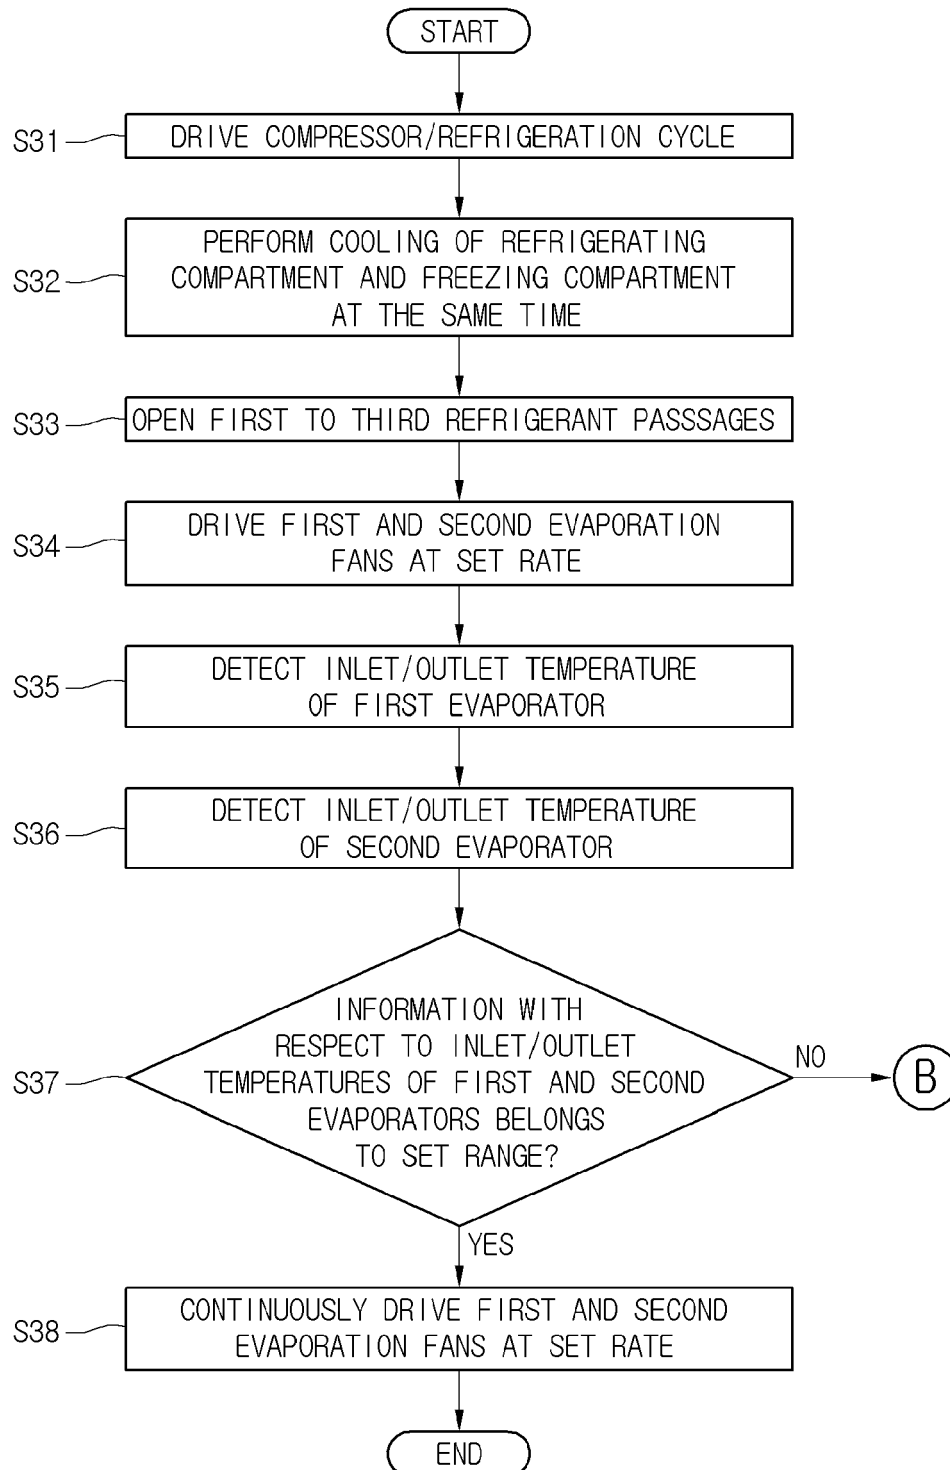 START
S31
DRIVE COMPRESSOR/REFRIGERATION CYCLE
S32
PERFORM COOLING OF REFRIGERATING
COMPARTMENT AND FREEZING COMPARTMENT
AT THE SAME TIME
S33
OPEN FIRST TO THIRD REFRIGERANT PASSSAGES
S34
DRIVE FIRST AND SECOND EVAPORATION
FANS AT SET RATE
S35
DETECT INLET/OUTLET TEMPERATURE
OF FIRST EVAPORATOR
S36
DETECT INLET/OUTLET TEMPERATURE
OF SECOND EVAPORATOR
S37
INFORMATION WITH
RESPECT TO INLET/OUTLET
TEMPERATURES OF FIRST AND SECOND
EVAPORATORS BELONGS
TO SET RANGE?
NO
B
YES
S38
CONTINUOUSLY DRIVE FIRST AND SECOND
EVAPORATION FANS AT SET RATE
END